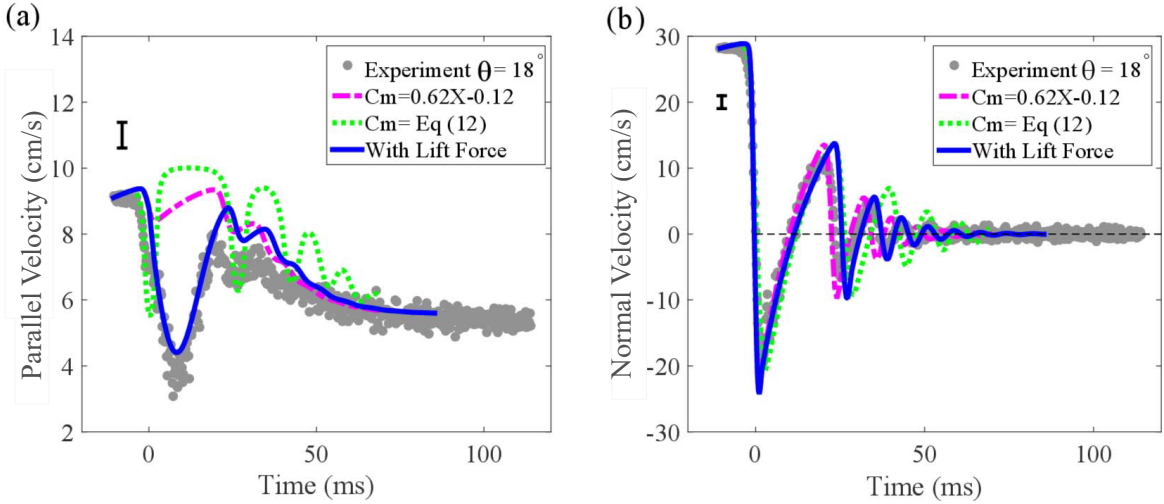 (a)
14
12
10
8
6
4
2
0
50
100
Parallel Velocity (cm/s)
Time (ms)
Experiment θ = 18°
Cm=0.62X-0.12
Cm= Eq (12)
With Lift Force
(b)
30
20
10
0
-10
-20
-30
0
50
100
Normal Velocity (cm/s)
Time (ms)
Experiment θ = 18°
Cm=0.62X-0.12
Cm= Eq (12)
With Lift Force